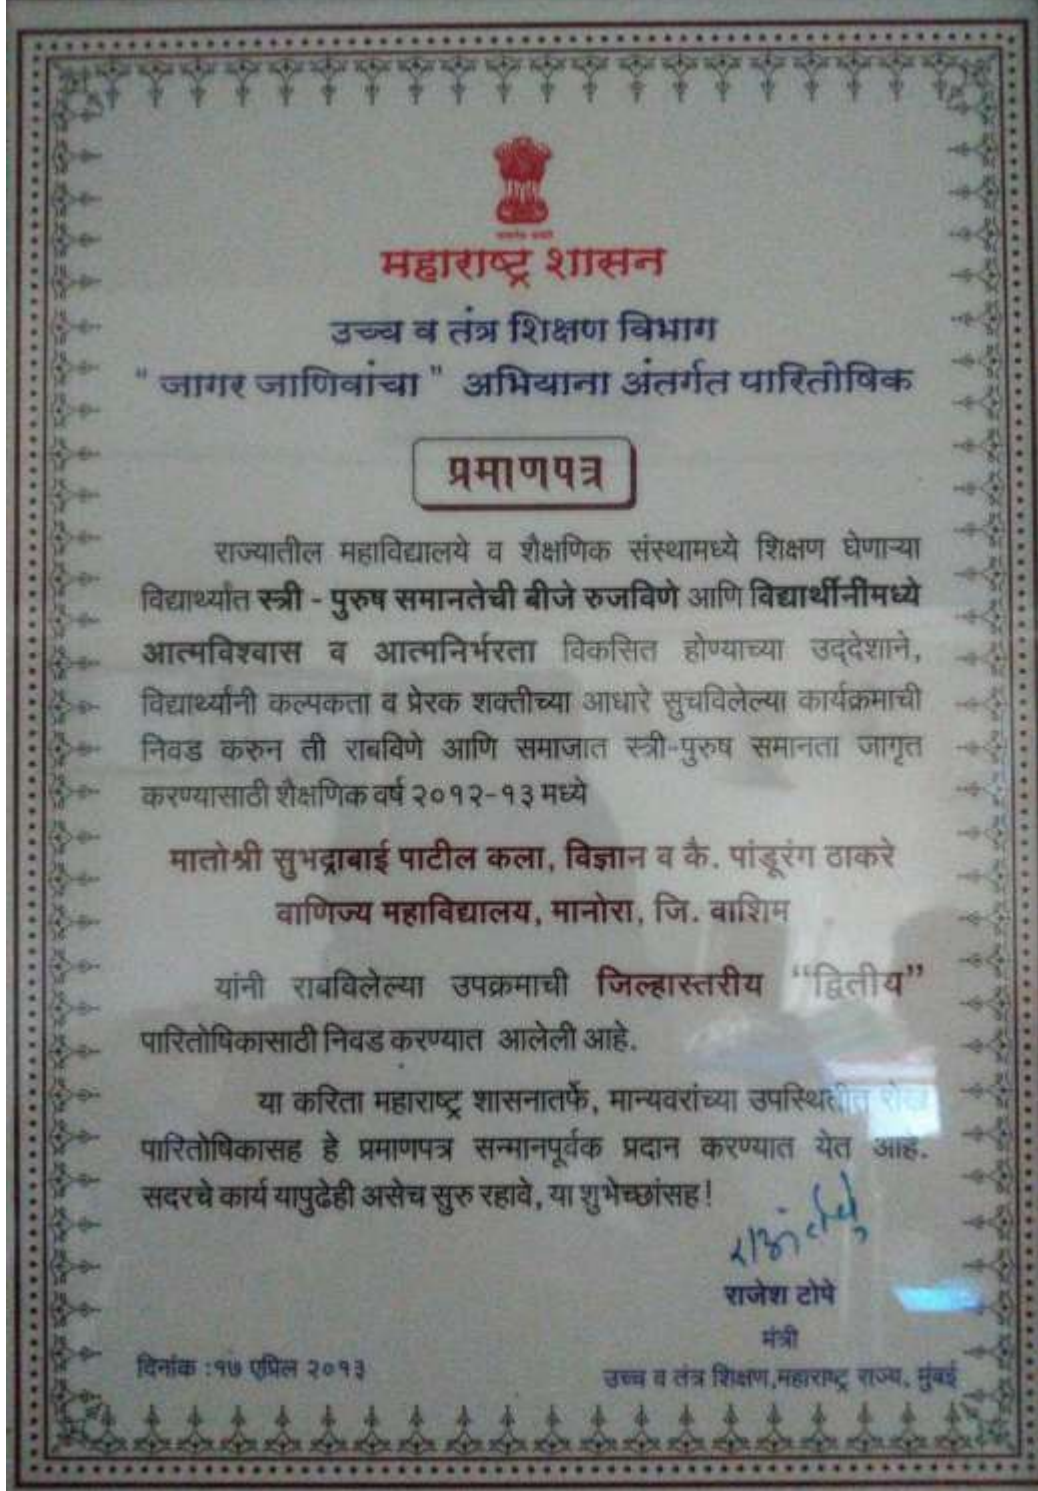 महाराष्ट्र शासन
उच्च व तंत्र शिक्षण विभाग
" जागर जाणिवांचा " अभियाना अंतर्गत पारितोषिक
प्रमाणपत्र
राज्यातील महाविद्यालये व शैक्षणिक संस्थामध्ये शिक्षण घेणाऱ्या
विद्यार्थ्यांत स्त्री - पुरुष समानतेची बीजे रुजविणे आणि विद्यार्थीनीमध्ये
आत्मविश्वास व आत्मनिर्भरता विकसित होण्याच्या उद्‌देशाने,
विद्यार्थ्यांनी कल्पकता व प्रेरक शक्तीच्या आधारे सुचविलेल्या कार्यक्रमाची
निवड करुन ती राबविणे आणि समाजात स्त्री-पुरुष समानता जागृत
करण्यासाठी शैक्षणिक वर्ष २०१२-१३ मध्ये
मातोश्री सुभद्राबाई पाटील कला, विज्ञान व कै. पांडूरंग ठाकरे
वाणिज्य महाविद्यालय, मानोरा, जि. वाशिम
यांनी राबविलेल्या उपक्रमाची जिल्हास्तरीय "द्वितीय"
पारितोषिकासाठी निवड करण्यात आलेली आहे.
या करिता महाराष्ट्र शासनातर्फे, मान्यवरांच्या उपस्थितीत रोख
पारितोषिकासह हे प्रमाणपत्र सन्मानपूर्वक प्रदान करण्यात येत आहे.
सदरचे कार्य यापुढेही असेच सुरु रहावे, या शुभेच्छांसह!
राजेश टोपे
मंत्री
दिनांक :१७ एप्रिल २०१३
उच्च व तंत्र शिक्षण,महाराष्ट्र राज्य, मुंबई